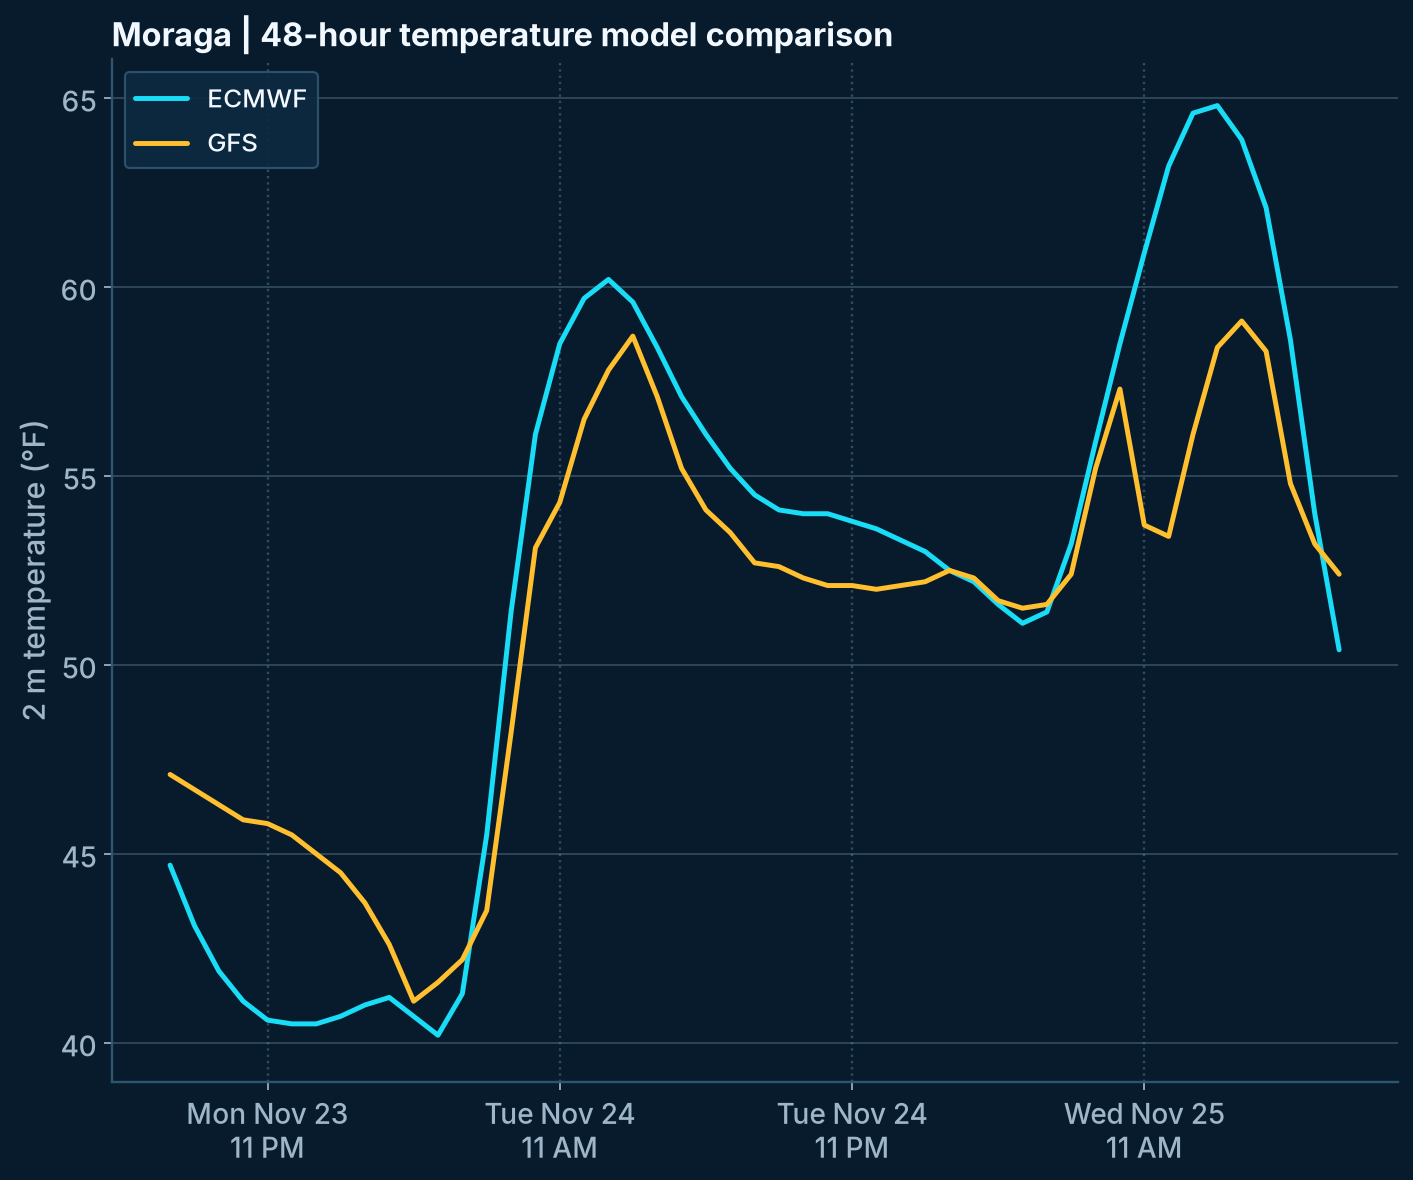 Moraga | 48-hour temperature model comparison
ECMWF
GFS
2 m temperature (°F)
65
60
55
50
45
40
Mon Nov 23
11 PM
Tue Nov 24
11 AM
Tue Nov 24
11 PM
Wed Nov 25
11 AM